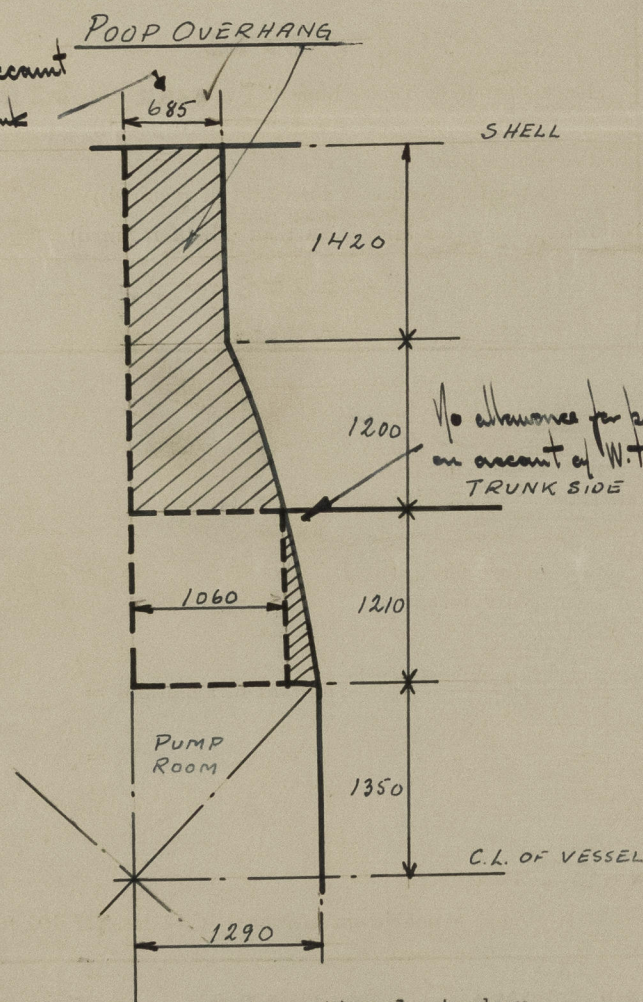 POOP OVERHANG
685
SHELL
1420
1200
No allowance for
on account of W.T
TRUNK SIDE
1060
1210
PUMP
ROOM
1350
C.L. OF VESSEL
1290